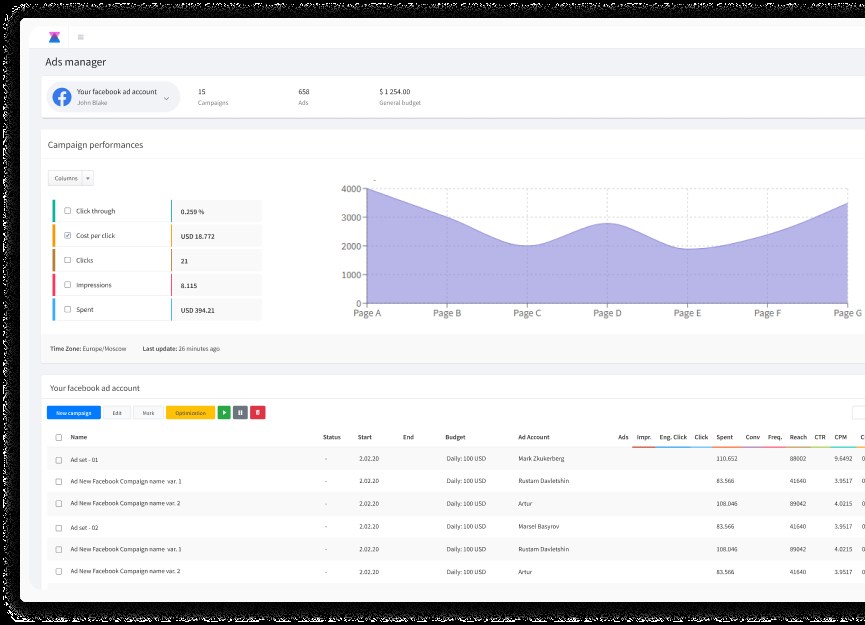 Ads manager
Your facebook ad account
John Blake
15
Campaigns
658
Ads
$ 1 254.00
General budget
Campaign performances
Columns
Click through 0.259 %
Cost per click USD 18.772
Clicks 21
Impressions 8.115
Spent USD 394.21
4000
3000
2000
1000
0
Page A Page B Page C Page D Page E Page F Page G
Time Zone: Europe/Moscow Last update: 26 minutes ago
Your facebook ad account
New campaign Edit Mark Optimization
Name Status Start End Budget Ad Account Ads Impr. Eng. Click Click Spent Conv Freq. Reach CTR CPM
Ad set - 01 - 2.02.20 Daily: 100 USD Mark Zkukerberg 110.652 88002 9.6492
Ad New Facebook Campaign name var. 1 - 2.02.20 Daily: 100 USD Rustam Davletshin 83.566 41640 3.9517
Ad New Facebook Campaign name var. 2 - 2.02.20 Daily: 100 USD Artur 108.046 89042 4.0215
Ad set - 02 - 2.02.20 Daily: 100 USD Marsel Basyrov 83.566 41640 3.9517
Ad New Facebook Campaign name var. 1 - 2.02.20 Daily: 100 USD Rustam Davletshin 108.046 89042 4.0215
Ad New Facebook Campaign name var. 2 - 2.02.20 Daily: 100 USD Artur 83.566 41640 3.9517